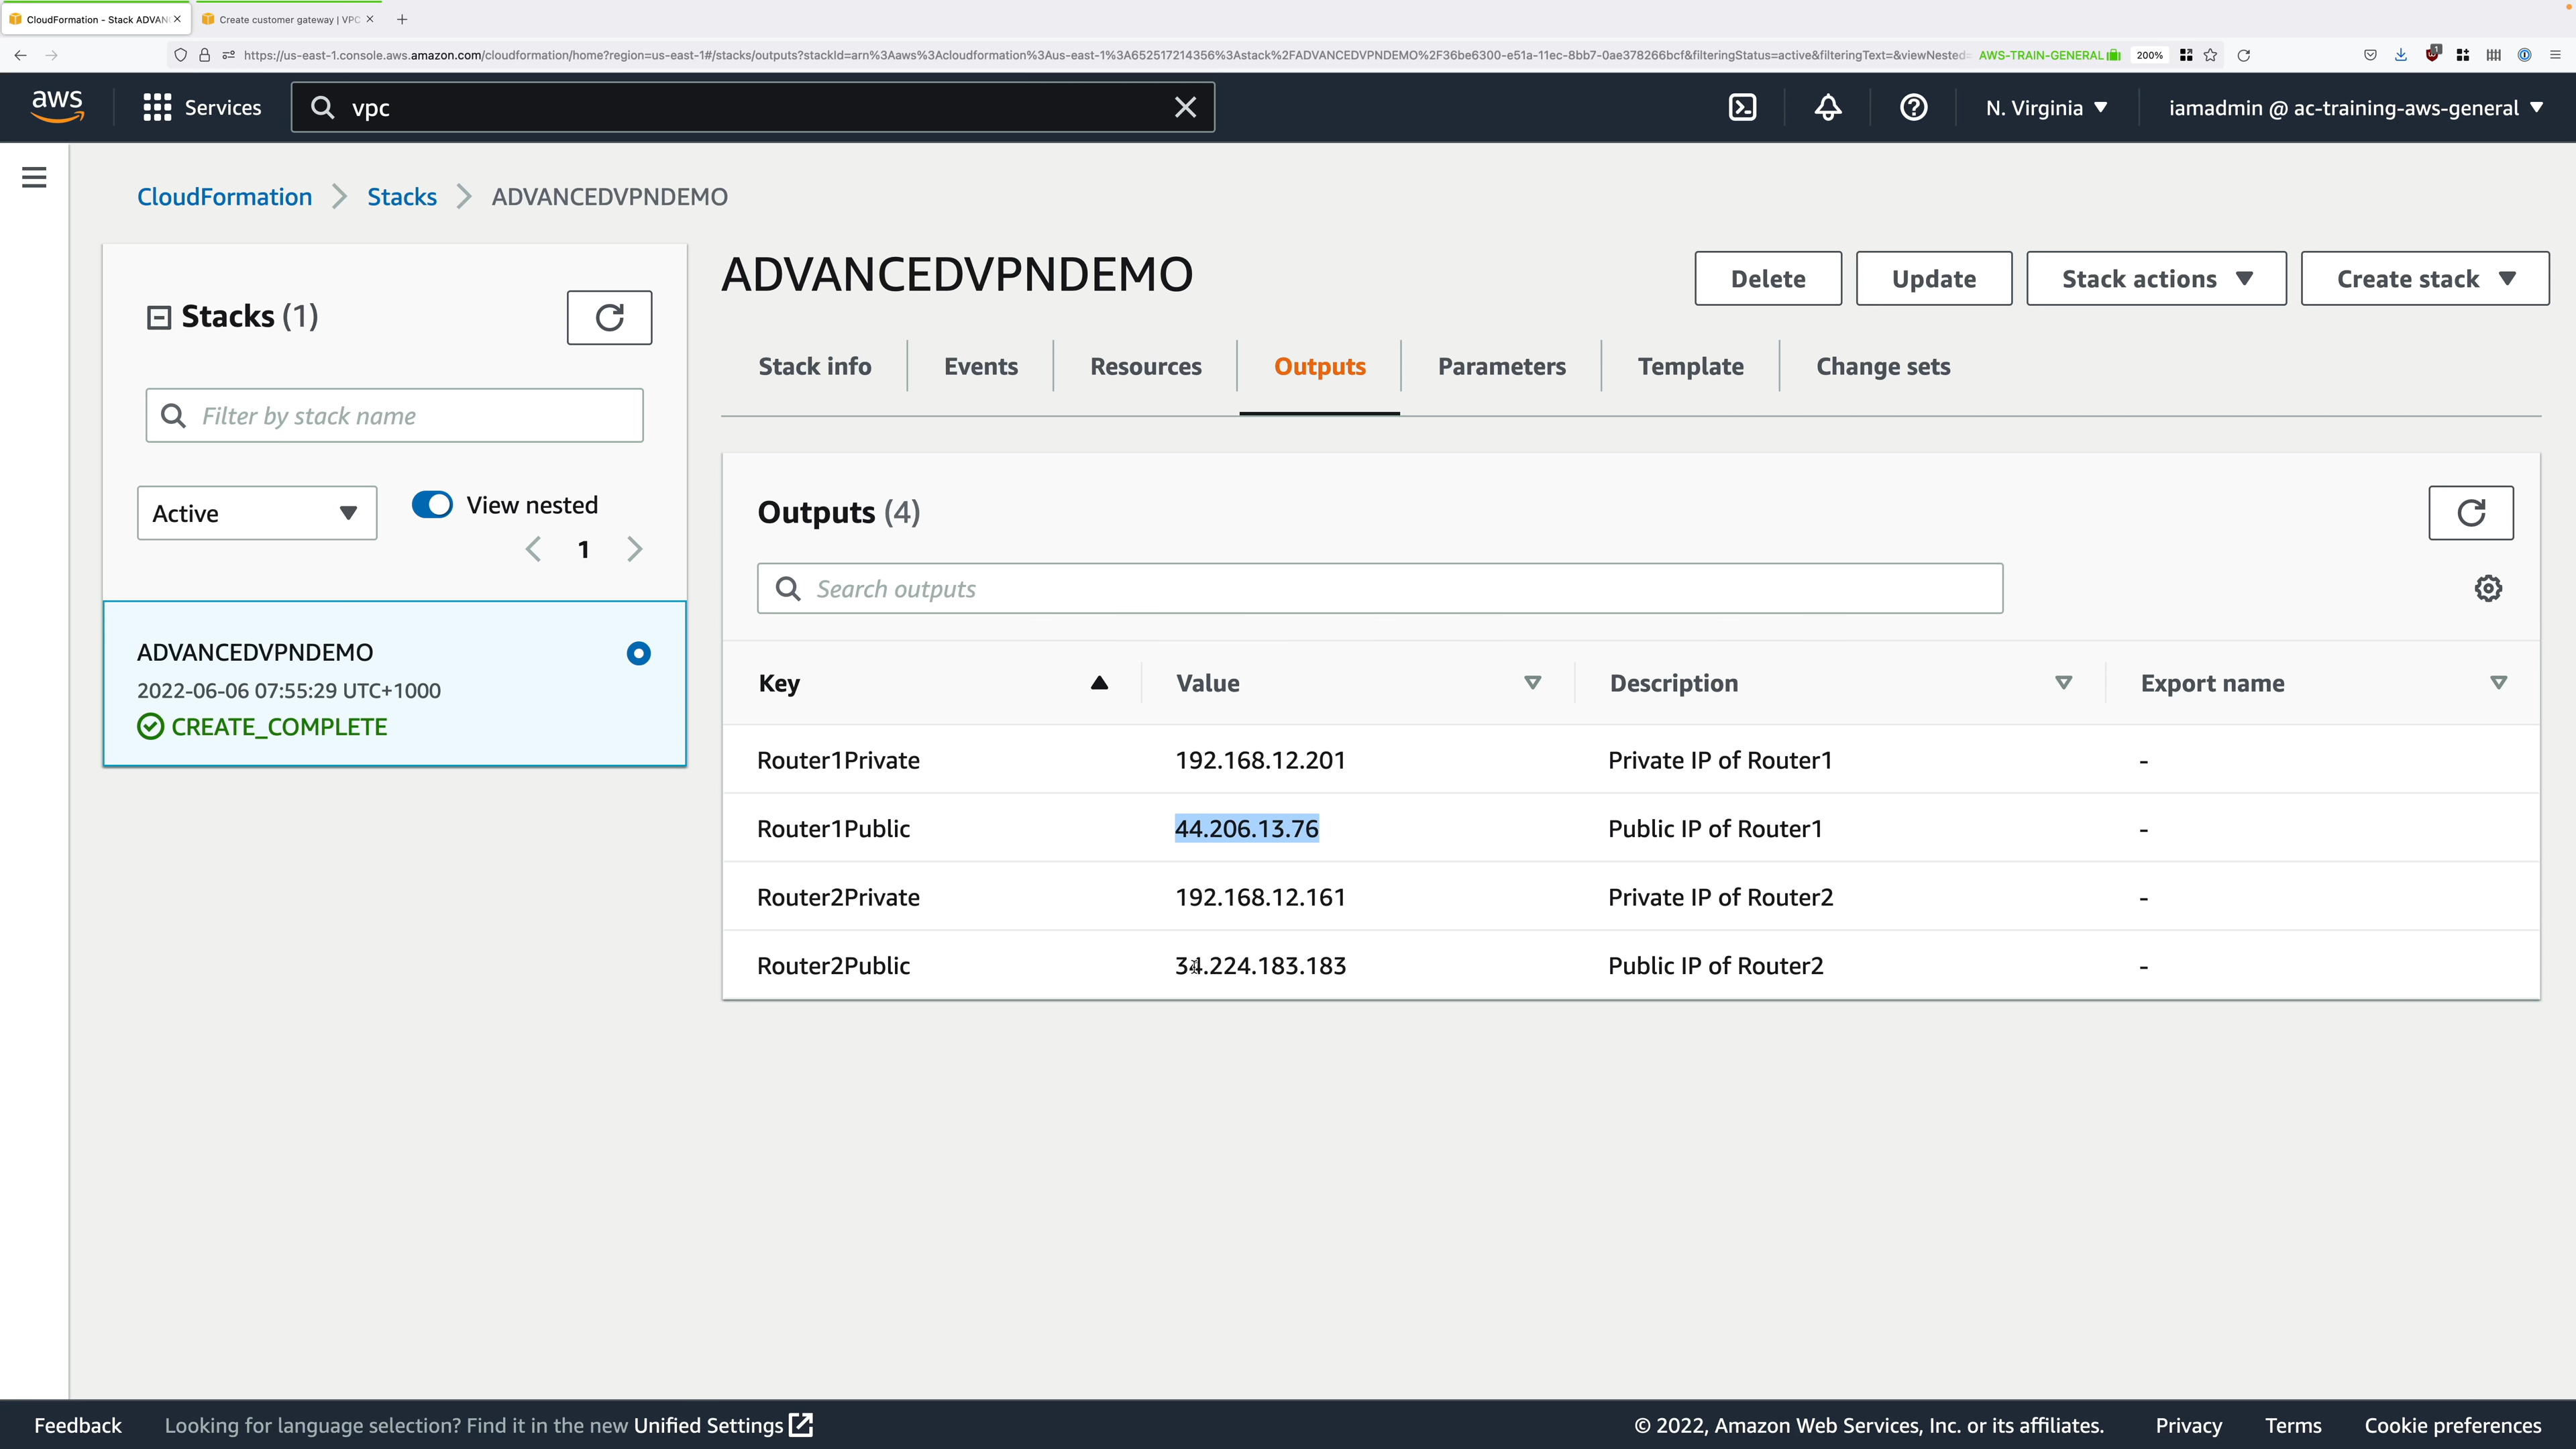 CloudFormation - Stack ADVAN
Create customer gateway | VPC
https://us-east-1.console.aws.amazon.com/cloudformation/home?region=us-east-1#/stacks/outputs?stackId=arn%3Aaws%3Acloudformation%3Aus-east-1%3A652517214356%3Astack%2FADVANCEDVPNDEMO%2F36be6300-e51a-11ec-8bb7-0ae378266bcf&filteringStatus=active&filteringText=&viewNested=
AWS-TRAIN-GENERAL
200%
1
aws
Services
vpc
N. Virginia
iamadmin @ ac-training-aws-general
CloudFormation
Stacks
ADVANCEDVPNDEMO
Stacks (1)
Filter by stack name
Active
View nested
1
ADVANCEDVPNDEMO
2022-06-06 07:55:29 UTC+1000
CREATE_COMPLETE
ADVANCEDVPNDEMO
Delete
Update
Stack actions
Create stack
Stack info
Events
Resources
Outputs
Parameters
Template
Change sets
Outputs (4)
Search outputs
Key Value Description Export name
Router1Private 192.168.12.201 Private IP of Router1 -
Router1Public 44.206.13.76 Public IP of Router1 -
Router2Private 192.168.12.161 Private IP of Router2 -
Router2Public 34.224.183.183 Public IP of Router2 -
Feedback
Looking for language selection? Find it in the new Unified Settings
© 2022, Amazon Web Services, Inc. or its affiliates.
Privacy
Terms
Cookie preferences